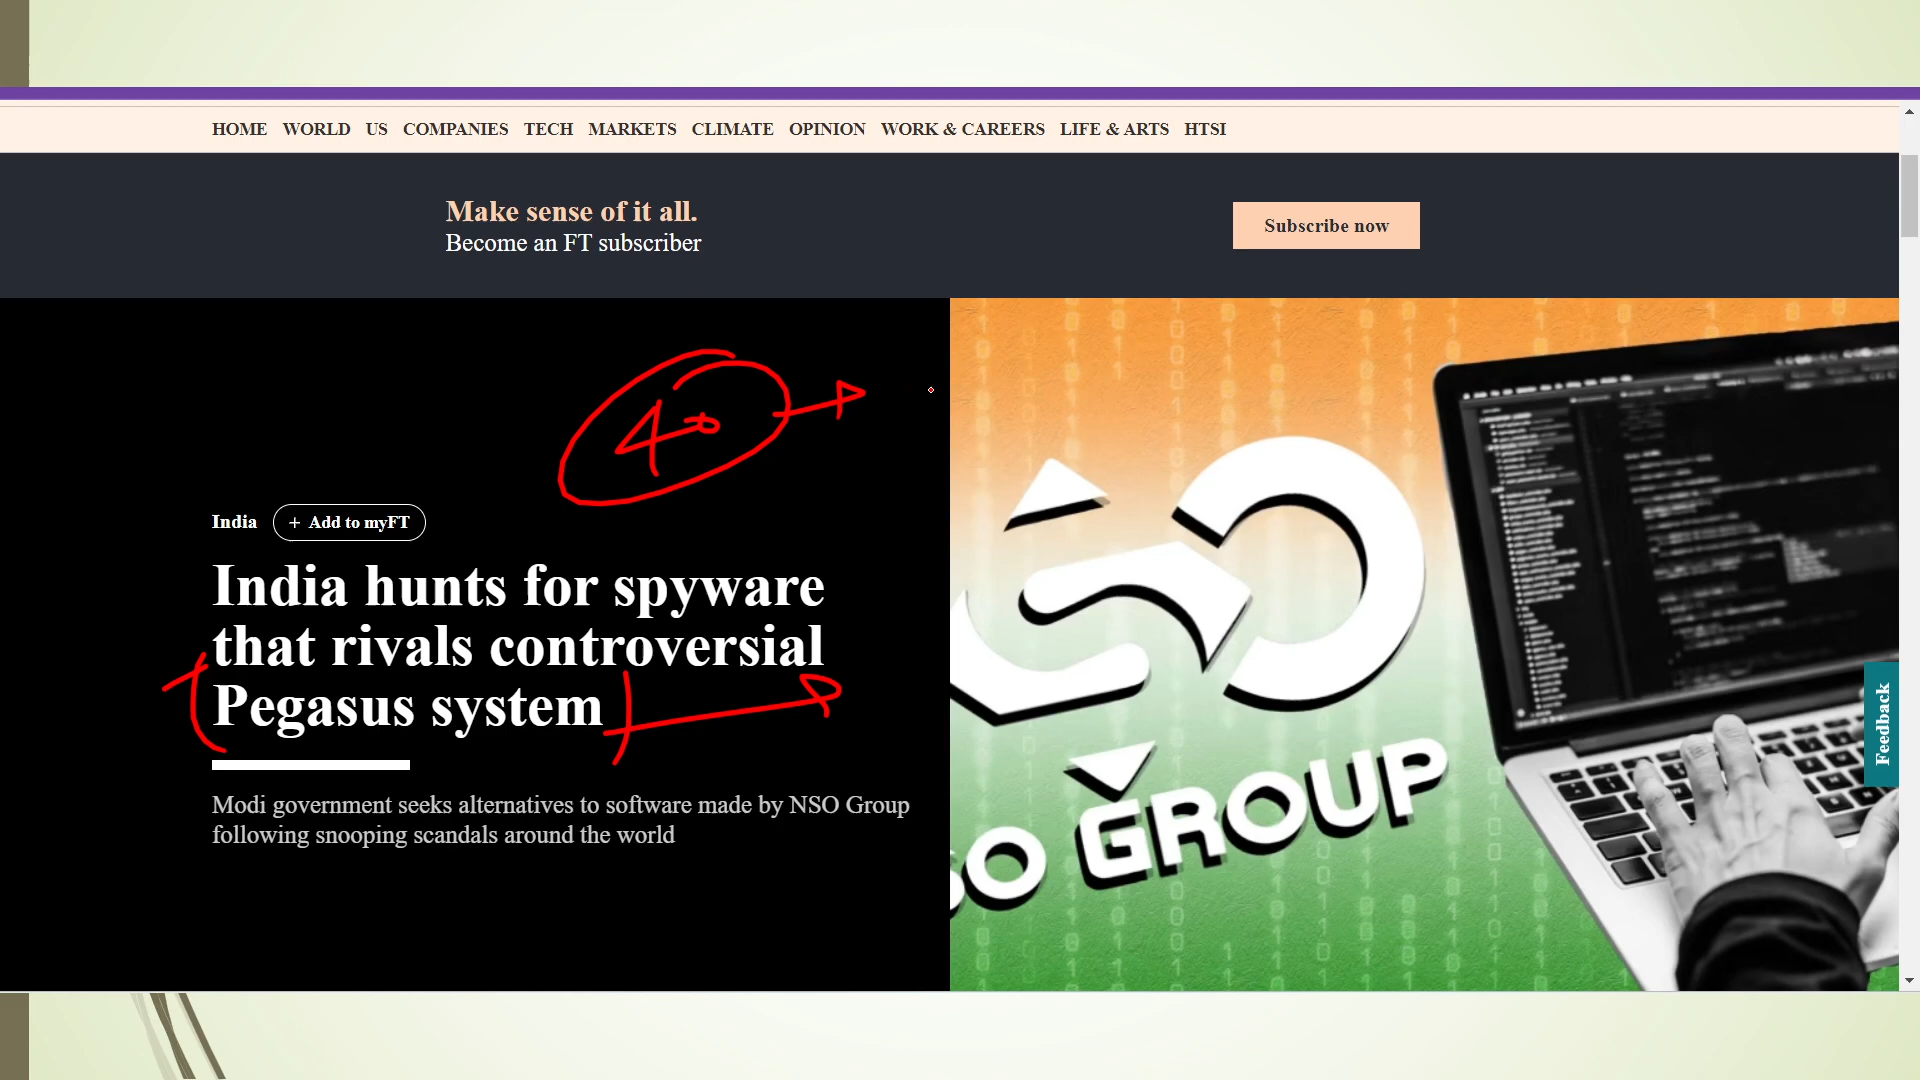 HOME WORLD US COMPANIES TECH MARKETS CLIMATE OPINION WORK & CAREERS LIFE & ARTS HTSI
Make sense of it all.
Become an FT subscriber
Subscribe now
40
India + Add to myFT
India hunts for spyware
that rivals controversial
Pegasus system
Modi government seeks alternatives to software made by NSO Group
following snooping scandals around the world
SO GROUP
Feedback